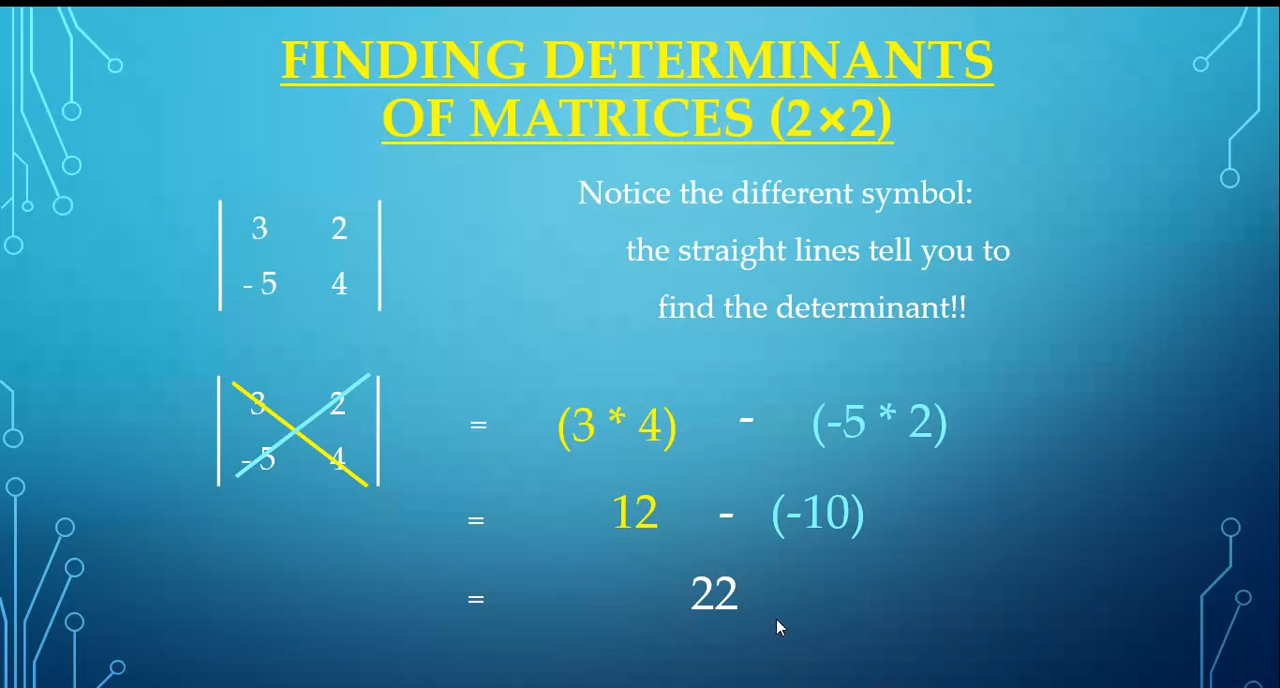 FINDING DETERMINANTS
OF MATRICES (2×2)
Notice the different symbol:
the straight lines tell you to
find the determinant!!
| 3 2 |
| - 5 4 |
| 3 2 |
| - 5 4 |
= (3 * 4) - (-5 * 2)
= 12 - (-10)
= 22